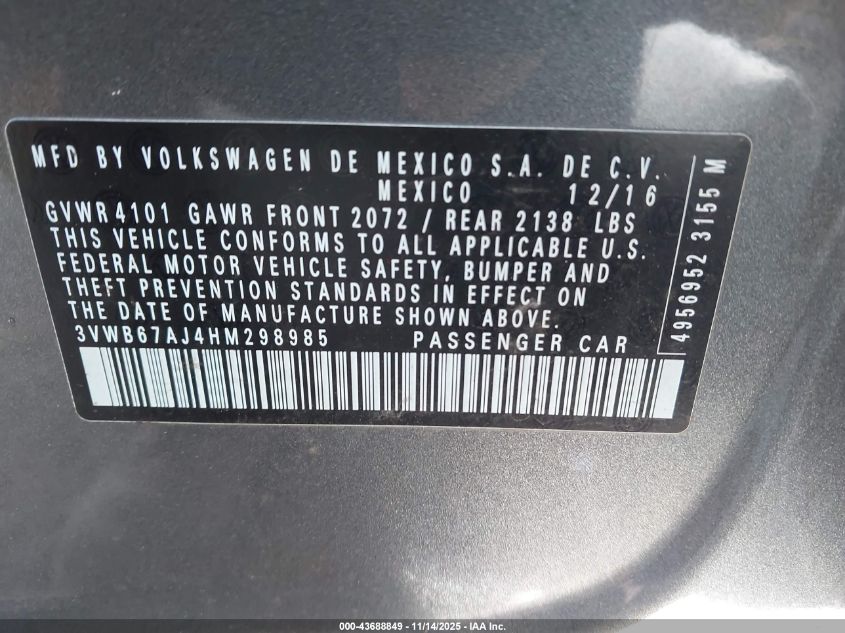 MFD BY VOLKSWAGEN DE MEXICO S.A. DE C.V.
MEXICO 12/16
GVWR 4101 GAWR FRONT 2072 / REAR 2138 LBS
THIS VEHICLE CONFORMS TO ALL APPLICABLE U.S.
FEDERAL MOTOR VEHICLE SAFETY, BUMPER AND
THEFT PREVENTION STANDARDS IN EFFECT ON
THE DATE OF MANUFACTURE SHOWN ABOVE.
3VWB67AJ4HM298985 PASSENGER CAR
4956952 3155 M
000-43688849 - 11/14/2025 - IAA Inc.